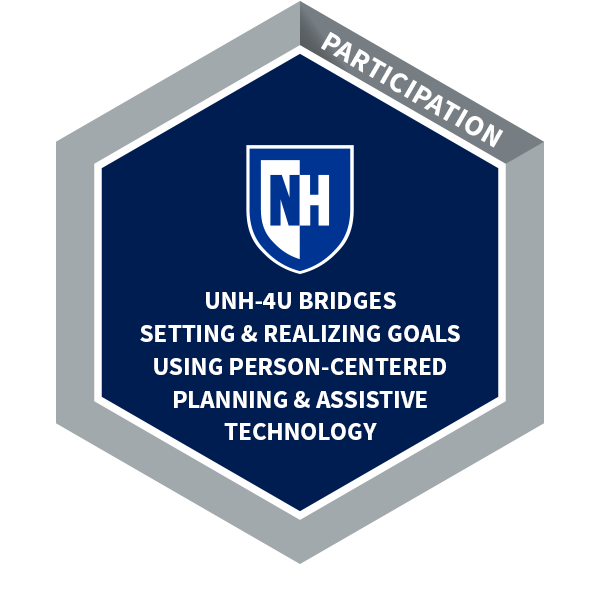 PARTICIPATION
NH
UNH-4U BRIDGES
SETTING & REALIZING GOALS
USING PERSON-CENTERED
PLANNING & ASSISTIVE
TECHNOLOGY